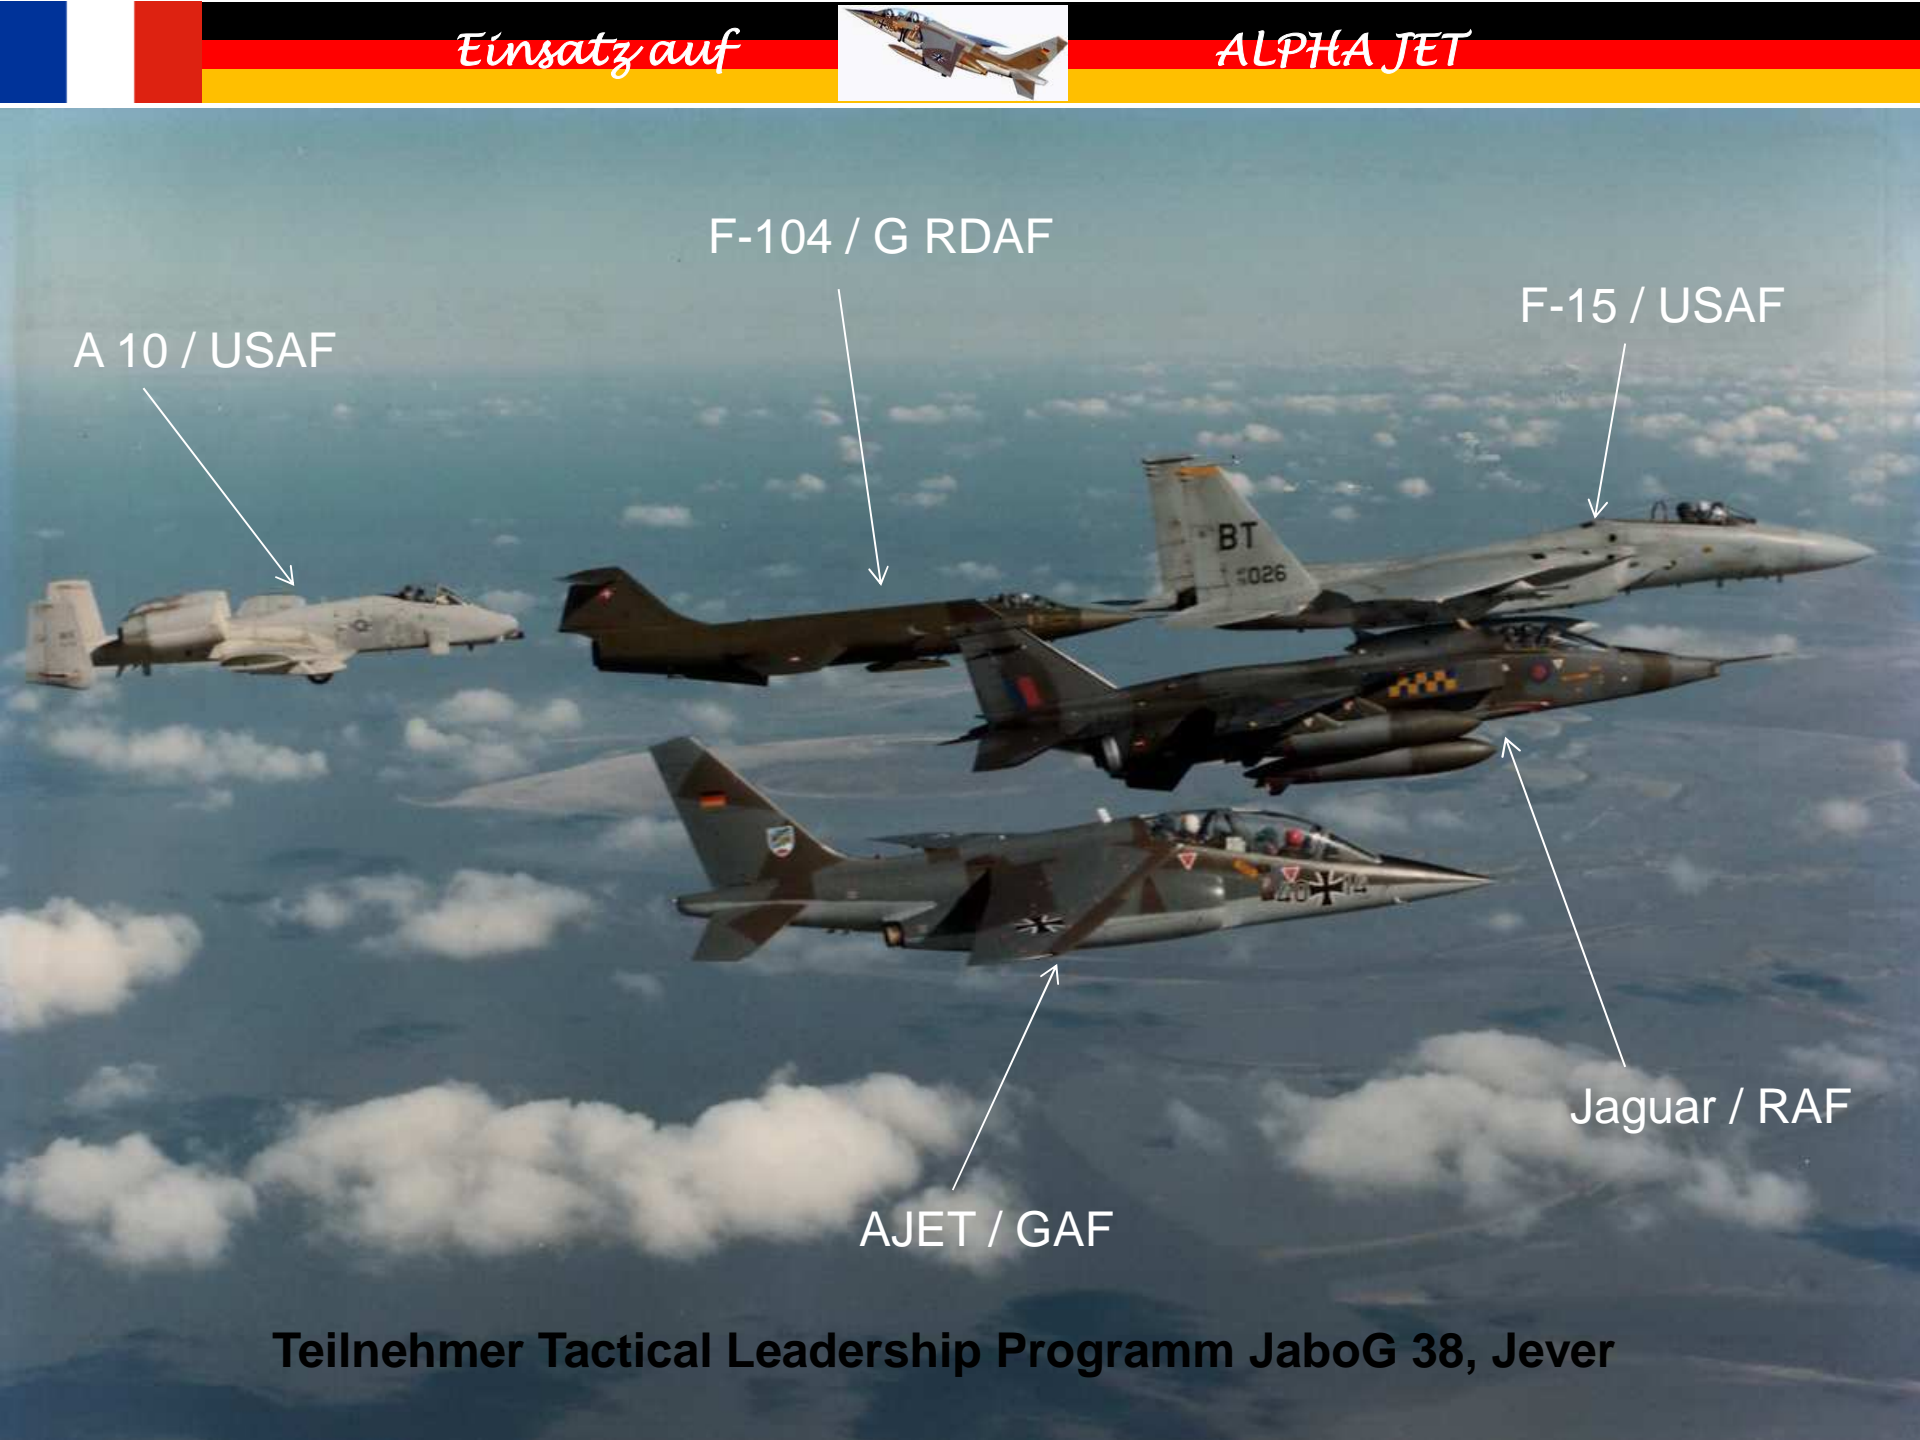 Einsatz auf ALPHA JET
F-104 / G RDAF
F-15 / USAF
A 10 / USAF
BT
026
Jaguar / RAF
AJET / GAF
Teilnehmer Tactical Leadership Programm JaboG 38, Jever